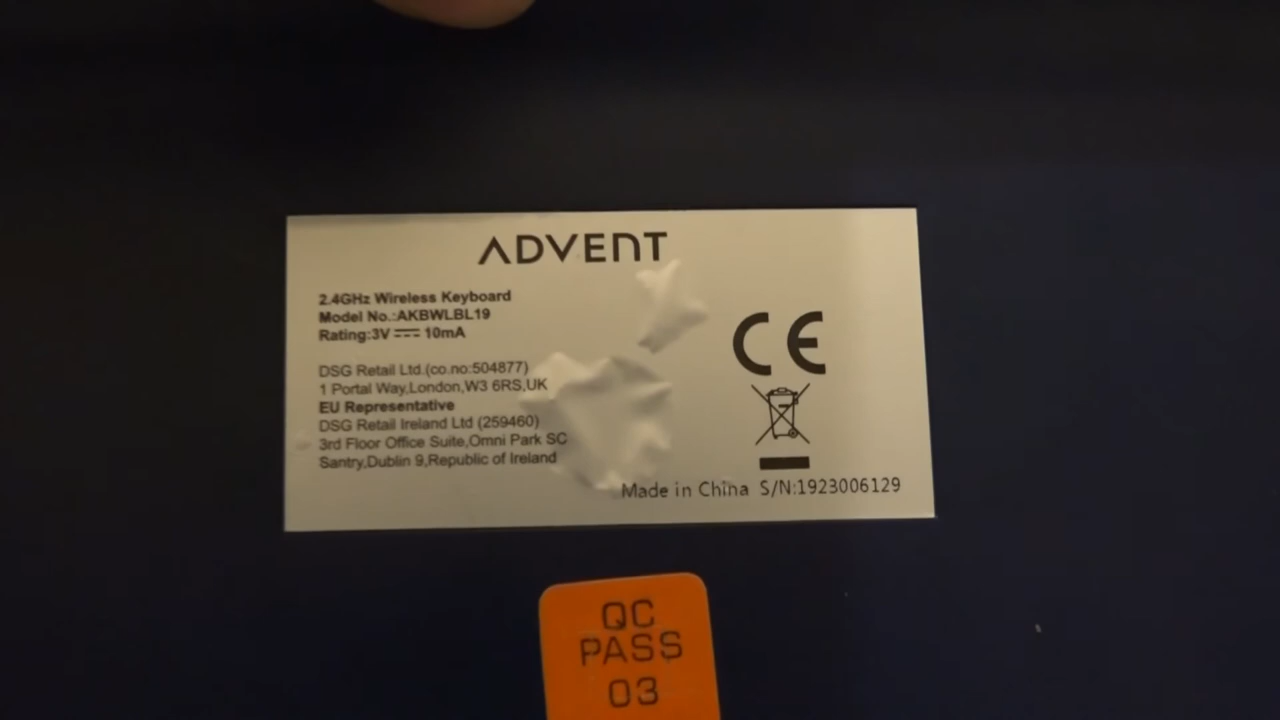 ADVENT
2.4GHz Wireless Keyboard
Model No.:AKBWLBL19
Rating:3V 10mA
DSG Retail Ltd.(co.no:504877)
1 Portal Way,London,W3 6RS,UK
EU Representative
DSG Retail Ireland Ltd (259460)
3rd Floor Office Suite,Omni Park SC
Santry,Dublin 9,Republic of Ireland
CE
Made in China S/N:1923006129
QC
PASS
03